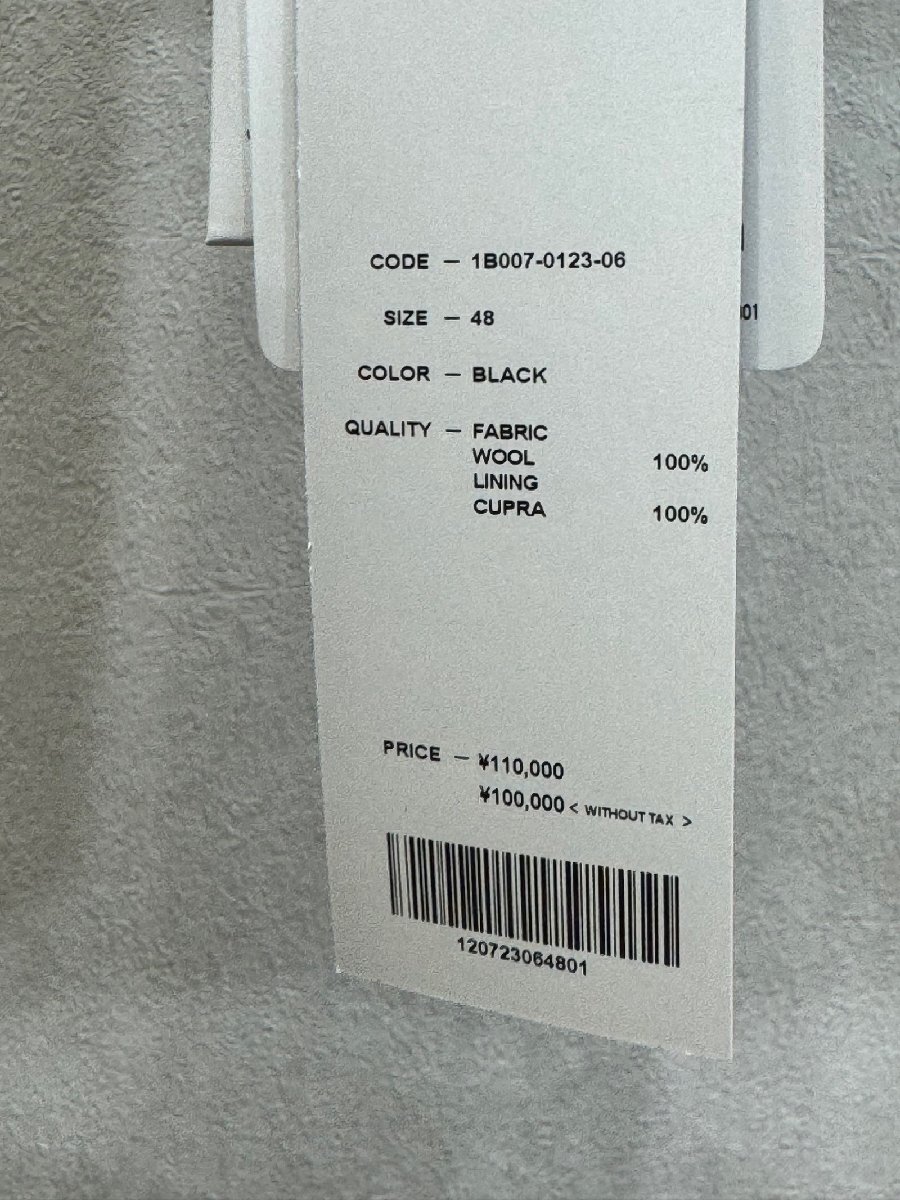 CODE — 1B007-0123-06
SIZE — 48
COLOR — BLACK
QUALITY — FABRIC
WOOL 100%
LINING
CUPRA 100%
PRICE — ¥110,000
¥100,000 < WITHOUT TAX >
120723064801